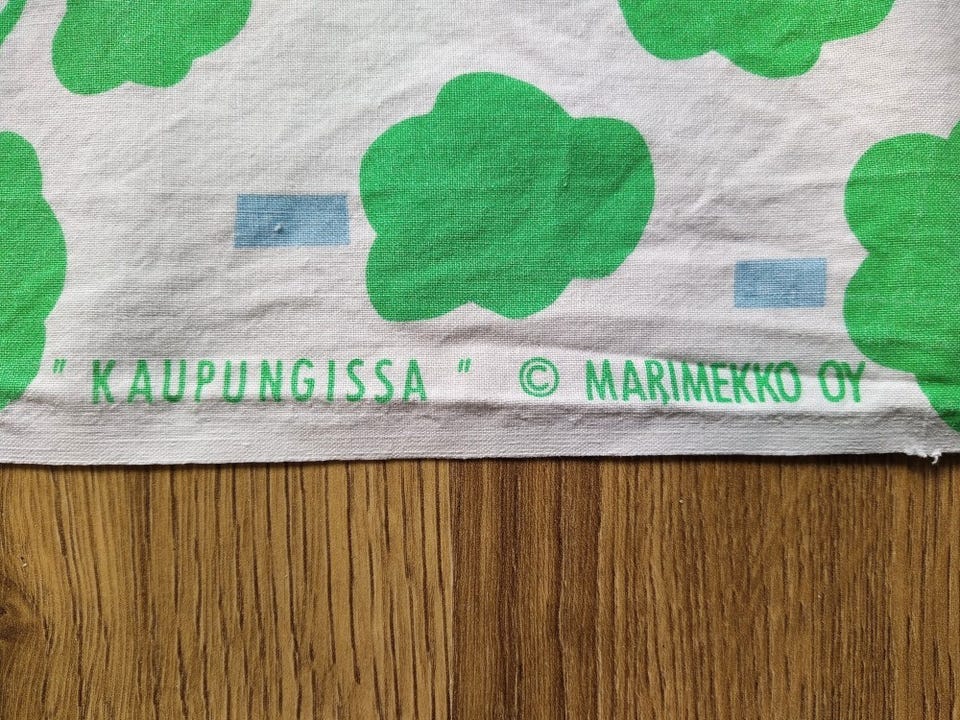 " KAUPUNGISSA " © MARIMEKKO OY